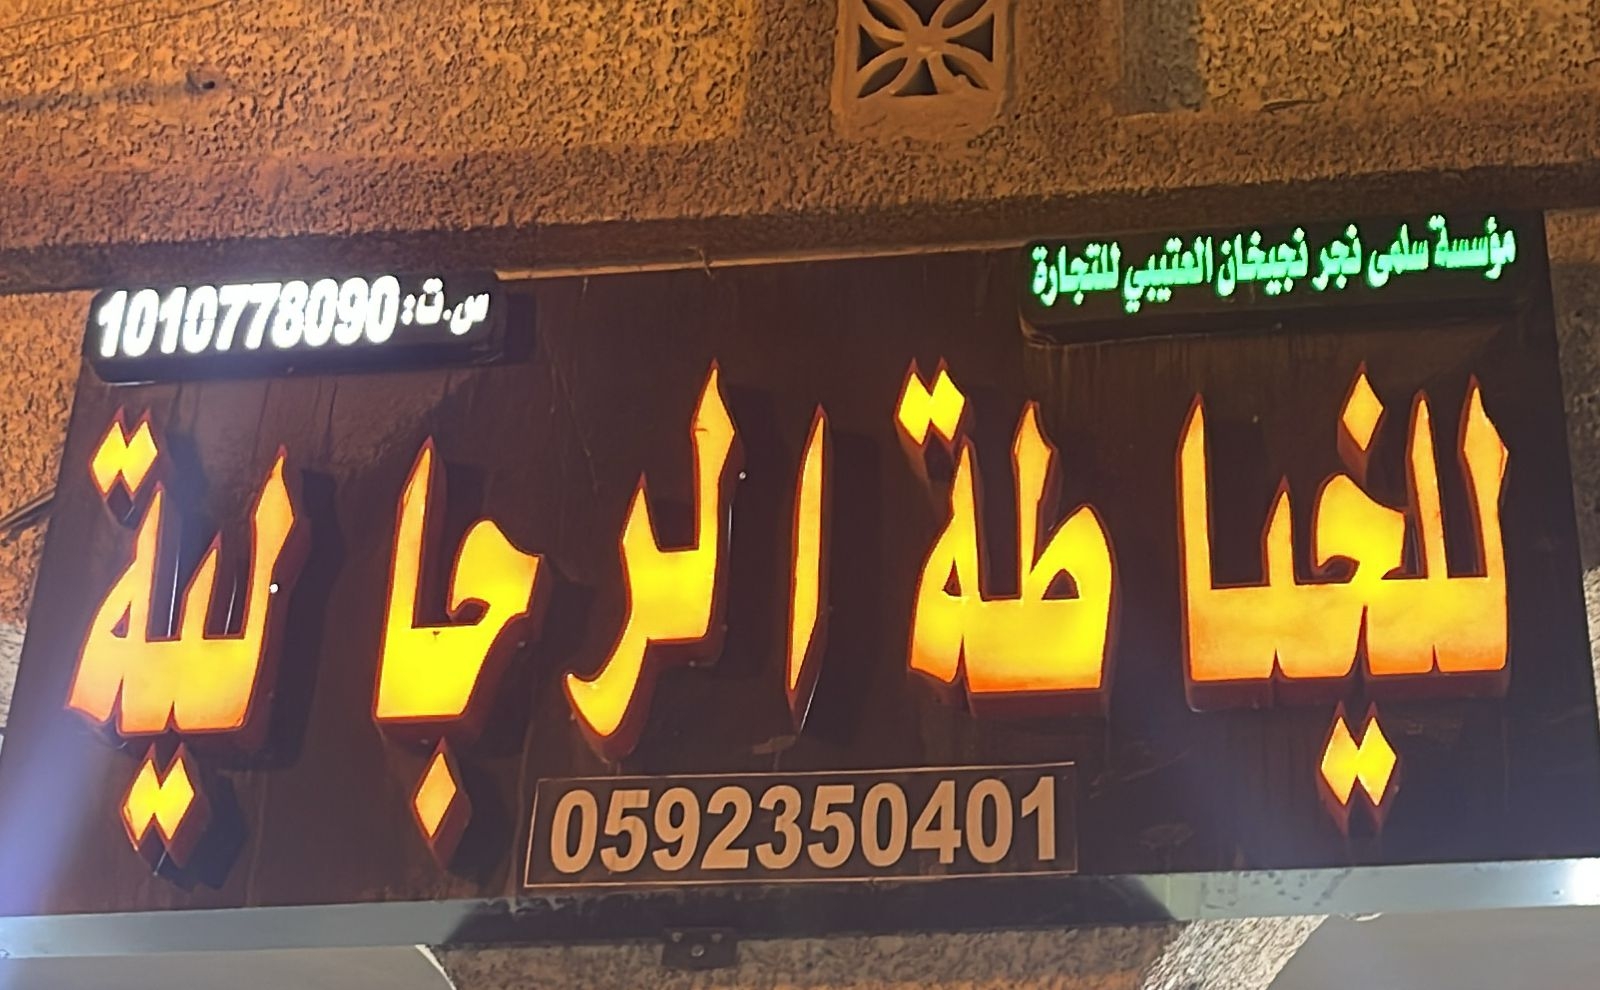 مؤسسة سلمى نجر نجيخان العتيبي للتجارة
س.ت: 1010778090
للخياطة الرجالية
0592350401